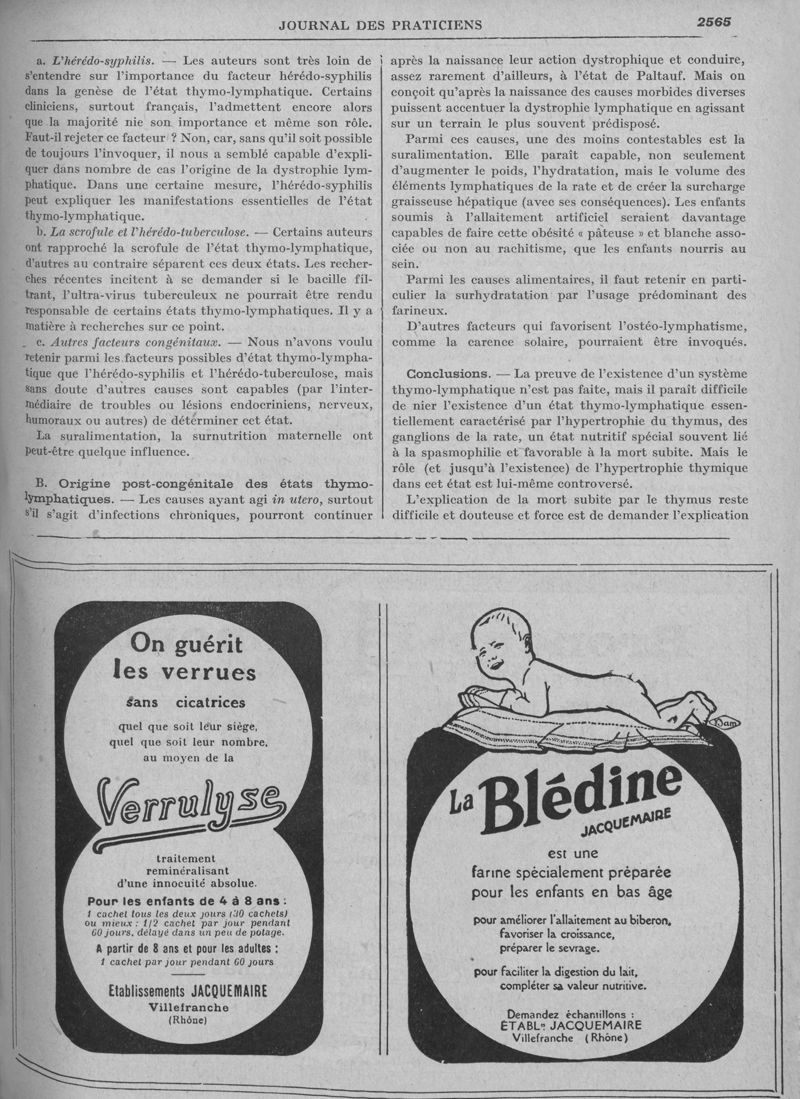 JOURNAL DES PRATICIENS
2565
a. L'hérédo-syphilis. — Les auteurs sont très loin de
s'entendre sur l'importance du facteur hérédo-syphilis
dans la genèse de l'état thymo-lymphatique. Certains
cliniciens, surtout français, l'admettent encore alors
que la majorité nie son importance et même son rôle.
Faut-il rejeter ce facteur ? Non, car, sans qu'il soit possible
de toujours l'invoquer, il nous a semblé capable d'expli-
quer dans nombre de cas l'origine de la dystrophie lym-
phatique. Dans une certaine mesure, l'hérédo-syphilis
peut expliquer les manifestations essentielles de l'état
thymo-lymphatique.
b. La scrofule et l'hérédo-tuberculose. — Certains auteurs
ont rapproché la scrofule de l'état thymo-lymphatique,
d'autres au contraire séparent ces deux états. Les recher-
ches récentes incitent à se demander si le bacille fil-
trant, l'ultra-virus tuberculeux ne pourrait être rendu
responsable de certains états thymo-lymphatiques. Il y a
matière à recherches sur ce point.
c. Autres facteurs congénitaux. — Nous n'avons voulu
retenir parmi les facteurs possibles d'état thymo-lympha-
tique que l'hérédo-syphilis et l'hérédo-tuberculose, mais
sans doute d'autres causes sont capables (par l'inter-
médiaire de troubles ou lésions endocriniens, nerveux,
humoraux ou autres) de détérminer cet état.
La suralimentation, la surnutrition maternelle ont
peut-être quelque influence.
B. Origine post-congénitale des états thymo-
lymphatiques. — Les causes ayant agi in utero, surtout
s'il s'agit d'infections chroniques, pourront continuer
après la naissance leur action dystrophique et conduire,
assez rarement d'ailleurs, à l'état de Paltauf. Mais on
conçoit qu'après la naissance des causes morbides diverses
puissent accentuer la dystrophie lymphatique en agissant
sur un terrain le plus souvent prédisposé.
Parmi ces causes, une des moins contestables est la
suralimentation. Elle paraît capable, non seulement
d'augmenter le poids, l'hydratation, mais le volume des
éléments lymphatiques de la rate et de créer la surcharge
graisseuse hépatique (avec ses conséquences). Les enfants
soumis à l'allaitement artificiel seraient davantage
capables de faire cette obésité « pâteuse » et blanche asso-
ciée ou non au rachitisme, que les enfants nourris au
sein.
Parmi les causes alimentaires, il faut retenir en parti-
culier la surhydratation par l'usage prédominant des
farineux.
D'autres facteurs qui favorisent l'ostéo-lymphatisme,
comme la carence solaire, pourraient être invoqués.
Conclusions. — La preuve de l'existence d'un système
thymo-lymphatique n'est pas faite, mais il paraît difficile
de nier l'existence d'un état thymo-lymphatique essen-
tiellement caractérisé par l'hypertrophie du thymus, des
ganglions de la rate, un état nutritif spécial souvent lié
à la spasmophilie et favorable à la mort subite. Mais le
rôle (et jusqu'à l'existence) de l'hypertrophie thymique
dans cet état est lui-même controversé.
L'explication de la mort subite par le thymus reste
difficile et douteuse et force est de demander l'explication
On guérit
les verrues
sans cicatrices
quel que soit leur siège,
quel que soit leur nombre,
au moyen de la
Verrulyse
traitement
reminéralisant
d'une innocuité absolue.
Pour les enfants de 4 à 8 ans :
1 cachet tous les deux jours (30 cachets)
ou mieux : 1/2 cachet par jour pendant
60 jours, délayé dans un peu de potage.
A partir de 8 ans et pour les adultes :
1 cachet par jour pendant 60 jours
Etablissements JACQUEMAIRE
Villefranche
(Rhône)
Dam
La Blédine
JACQUEMAIRE
est une
farine spécialement préparée
pour les enfants en bas âge
pour améliorer l'allaitement au biberon,
favoriser la croissance,
préparer le sevrage.
pour faciliter la digestion du lait,
compléter sa valeur nutritive.
Demandez échantillons :
ÉTABL.ts JACQUEMAIRE
Villefranche (Rhône)